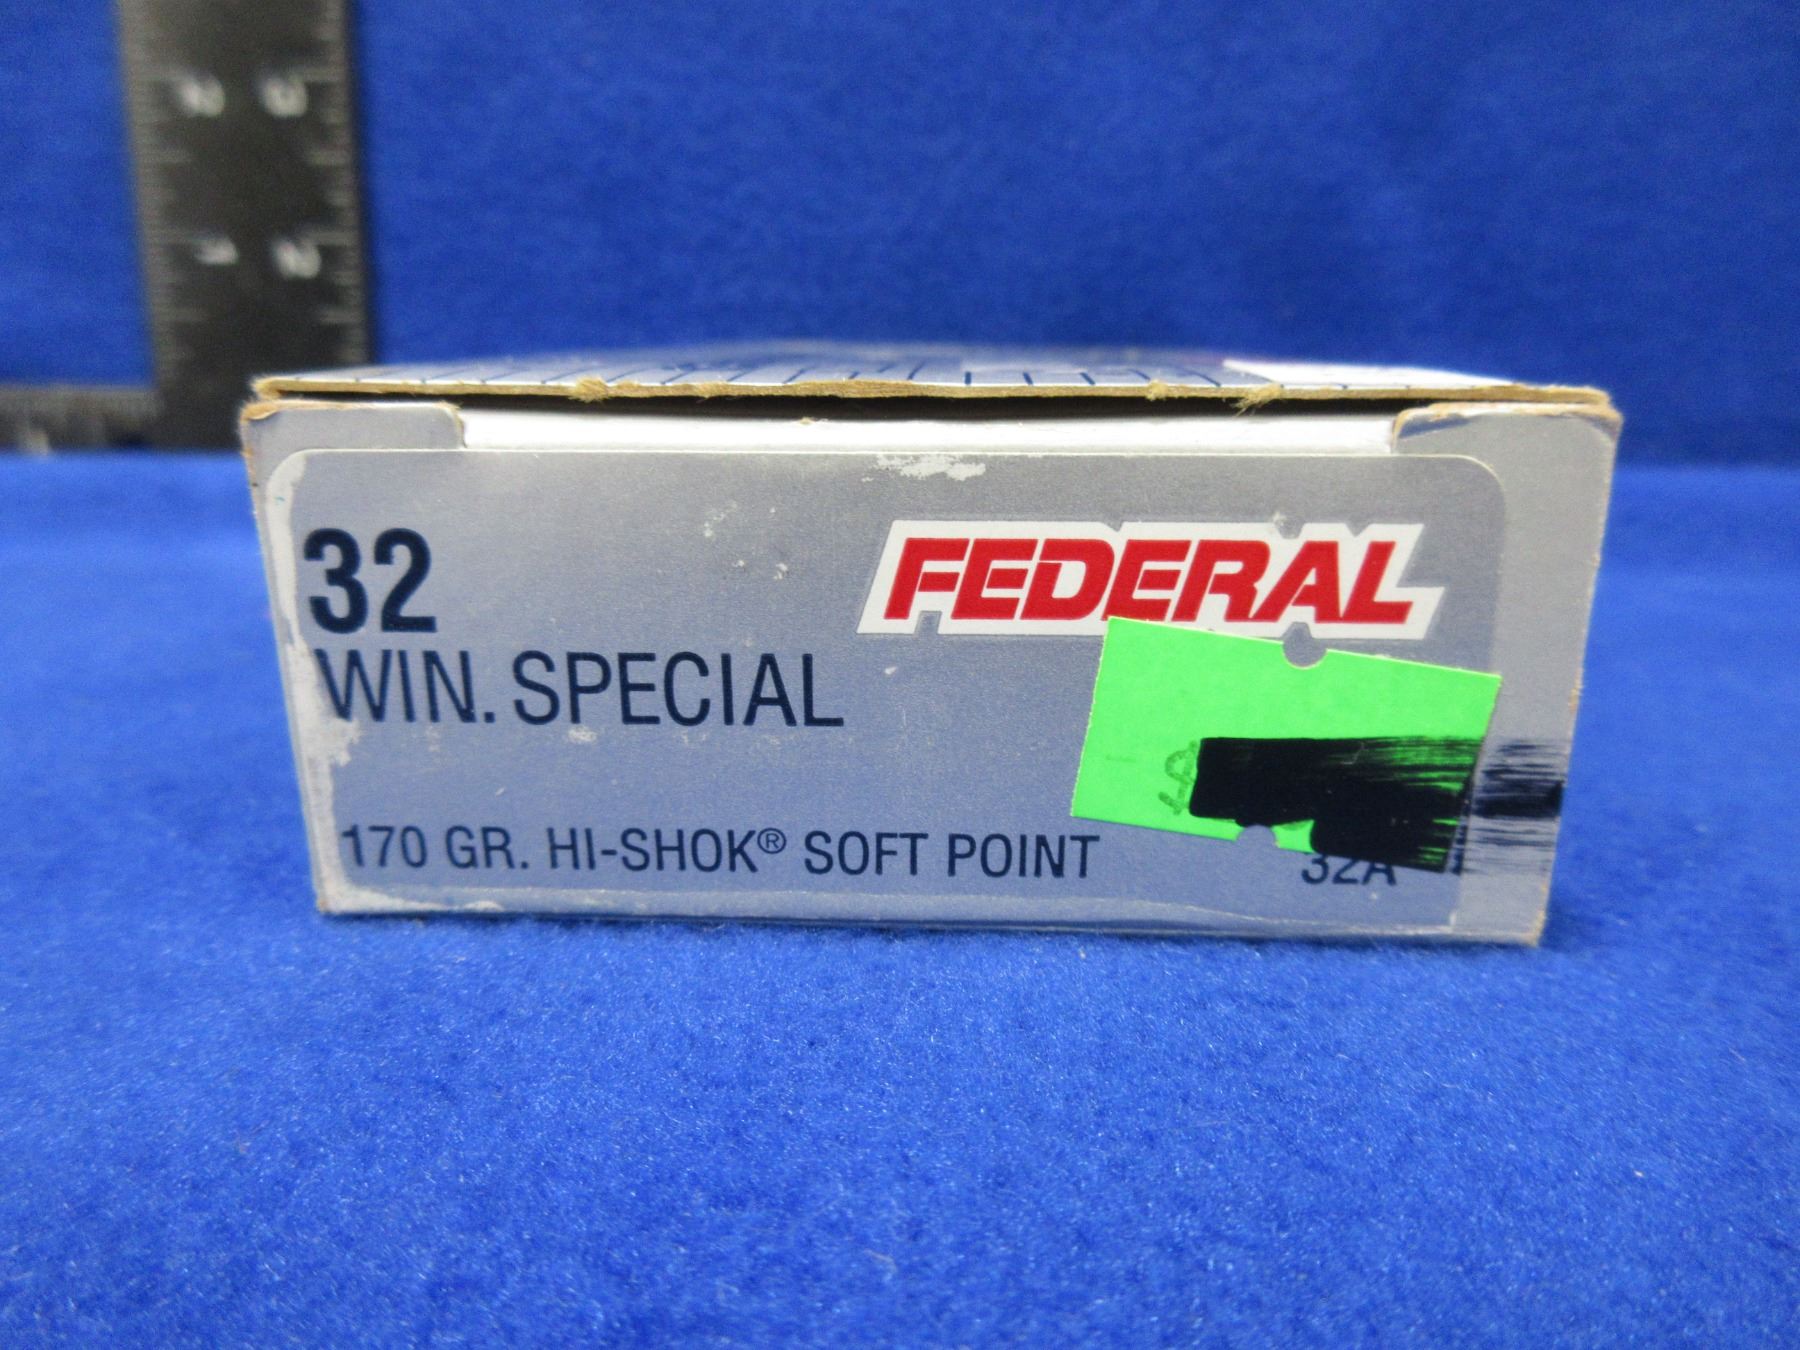 32
FEDERAL
WIN. SPECIAL
170 GR. HI-SHOK® SOFT POINT
32A